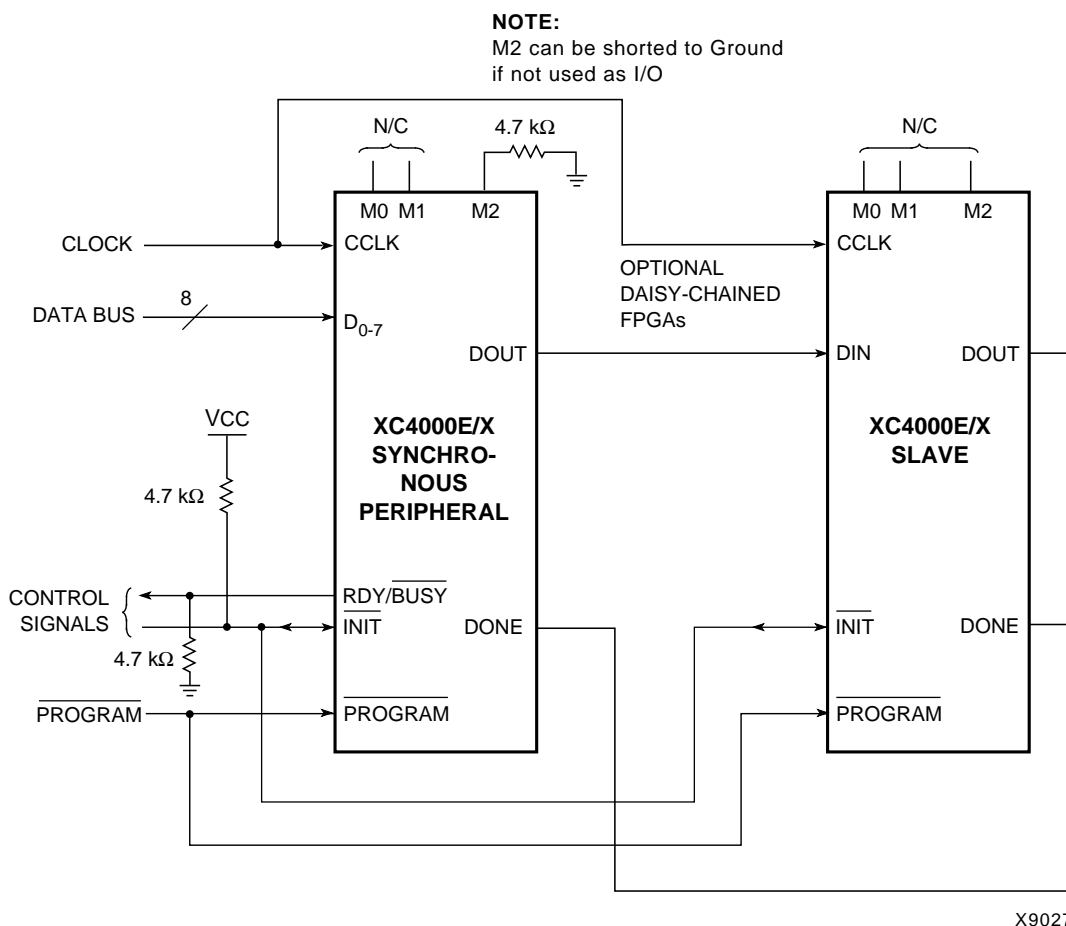 NOTE:
M2 can be shorted to Ground
if not used as I/O
N/C
4.7 kΩ
N/C
M0 M1 M2
M0 M1 M2
CLOCK
CCLK
CCLK
OPTIONAL
DAISY-CHAINED
FPGAs
DATA BUS
8
D0-7
DOUT
DIN
DOUT
VCC
4.7 kΩ
XC4000E/X
SYNCHRO-
NOUS
PERIPHERAL
XC4000E/X
SLAVE
CONTROL
SIGNALS
RDY/BUSY
INIT
DONE
INIT
DONE
4.7 kΩ
PROGRAM
PROGRAM
PROGRAM
X9027